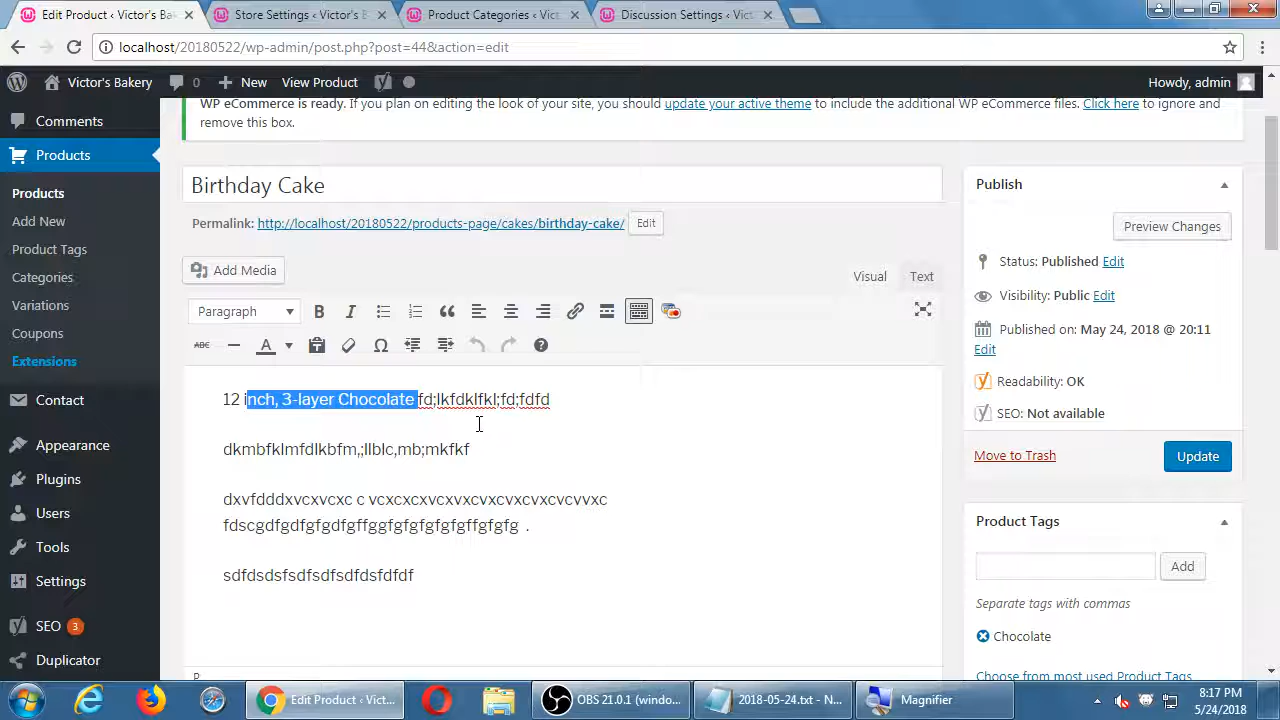 Edit Product ‹ Victor's B
Store Settings ‹ Victor's B
Product Categories ‹ Victo
Discussion Settings ‹ Victo
localhost/20180522/wp-admin/post.php?post=44&action=edit
Victor's Bakery
0
New
View Product
Howdy, admin
WP eCommerce is ready. If you plan on editing the look of your site, you should update your active theme to include the additional WP eCommerce files. Click here to ignore and
remove this box.
Comments
Products
Products
Add New
Product Tags
Categories
Variations
Coupons
Extensions
Content
Appearance
Plugins
Users
Tools
Settings
SEO 3
Duplicator
Birthday Cake
Permalink: http://localhost/20180522/products-page/cakes/birthday-cake/ Edit
Add Media
Visual
Text
Paragraph
B I
ABC A
12 inch, 3-layer Chocolate fd;lkfdklfkl;fd;fdfd
dkmbfklmfdlkbfm,;llblc,mb;mkfkf
dxvfdddxvcxvcxc c vcxcxcxvcxvxcvxcvxcvxcvcvvxc
fdscgdfgdfgfgdfgffggfgfgfgfgfgffgfgfg .
sdfdsdsfsdfsdfsdfdsfdfdf
P
Publish
Preview Changes
Status: Published Edit
Visibility: Public Edit
Published on: May 24, 2018 @ 20:11
Edit
Readability: OK
SEO: Not available
Move to Trash
Update
Product Tags
Add
Separate tags with commas
Chocolate
Choose from most used Product Tags
Edit Product ‹ Vict...
OBS 21.0.1 (windo...
2018-05-24.txt - N...
Magnifier
8:17 PM
5/24/2018